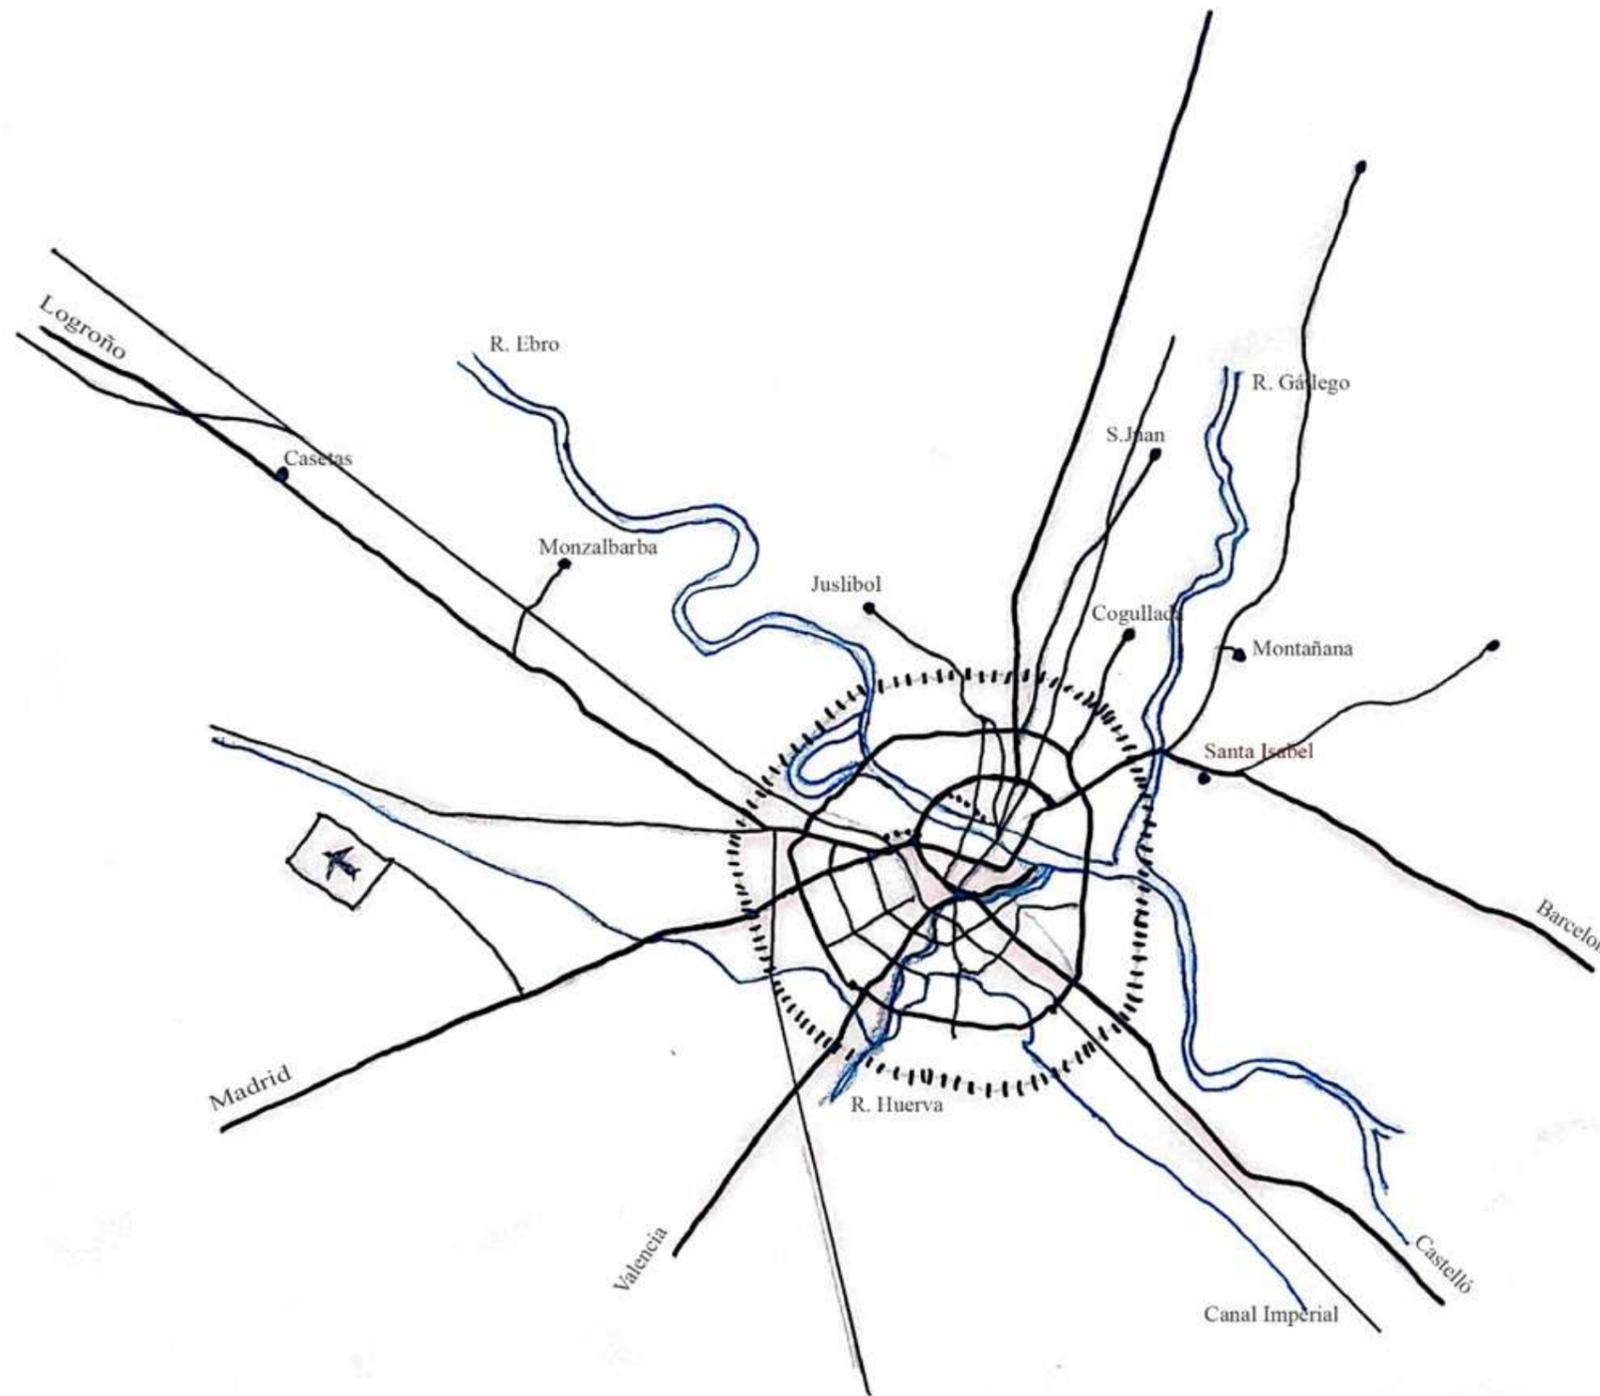 Logroño
R. Ebro
R. Gállego
S.Juan
Casetas
Monzalbarba
Juslibol
Cogullada
Montañana
Santa Isabel
Barcelon
Madrid
R. Huerva
Valencia
Castelló
Canal Imperial